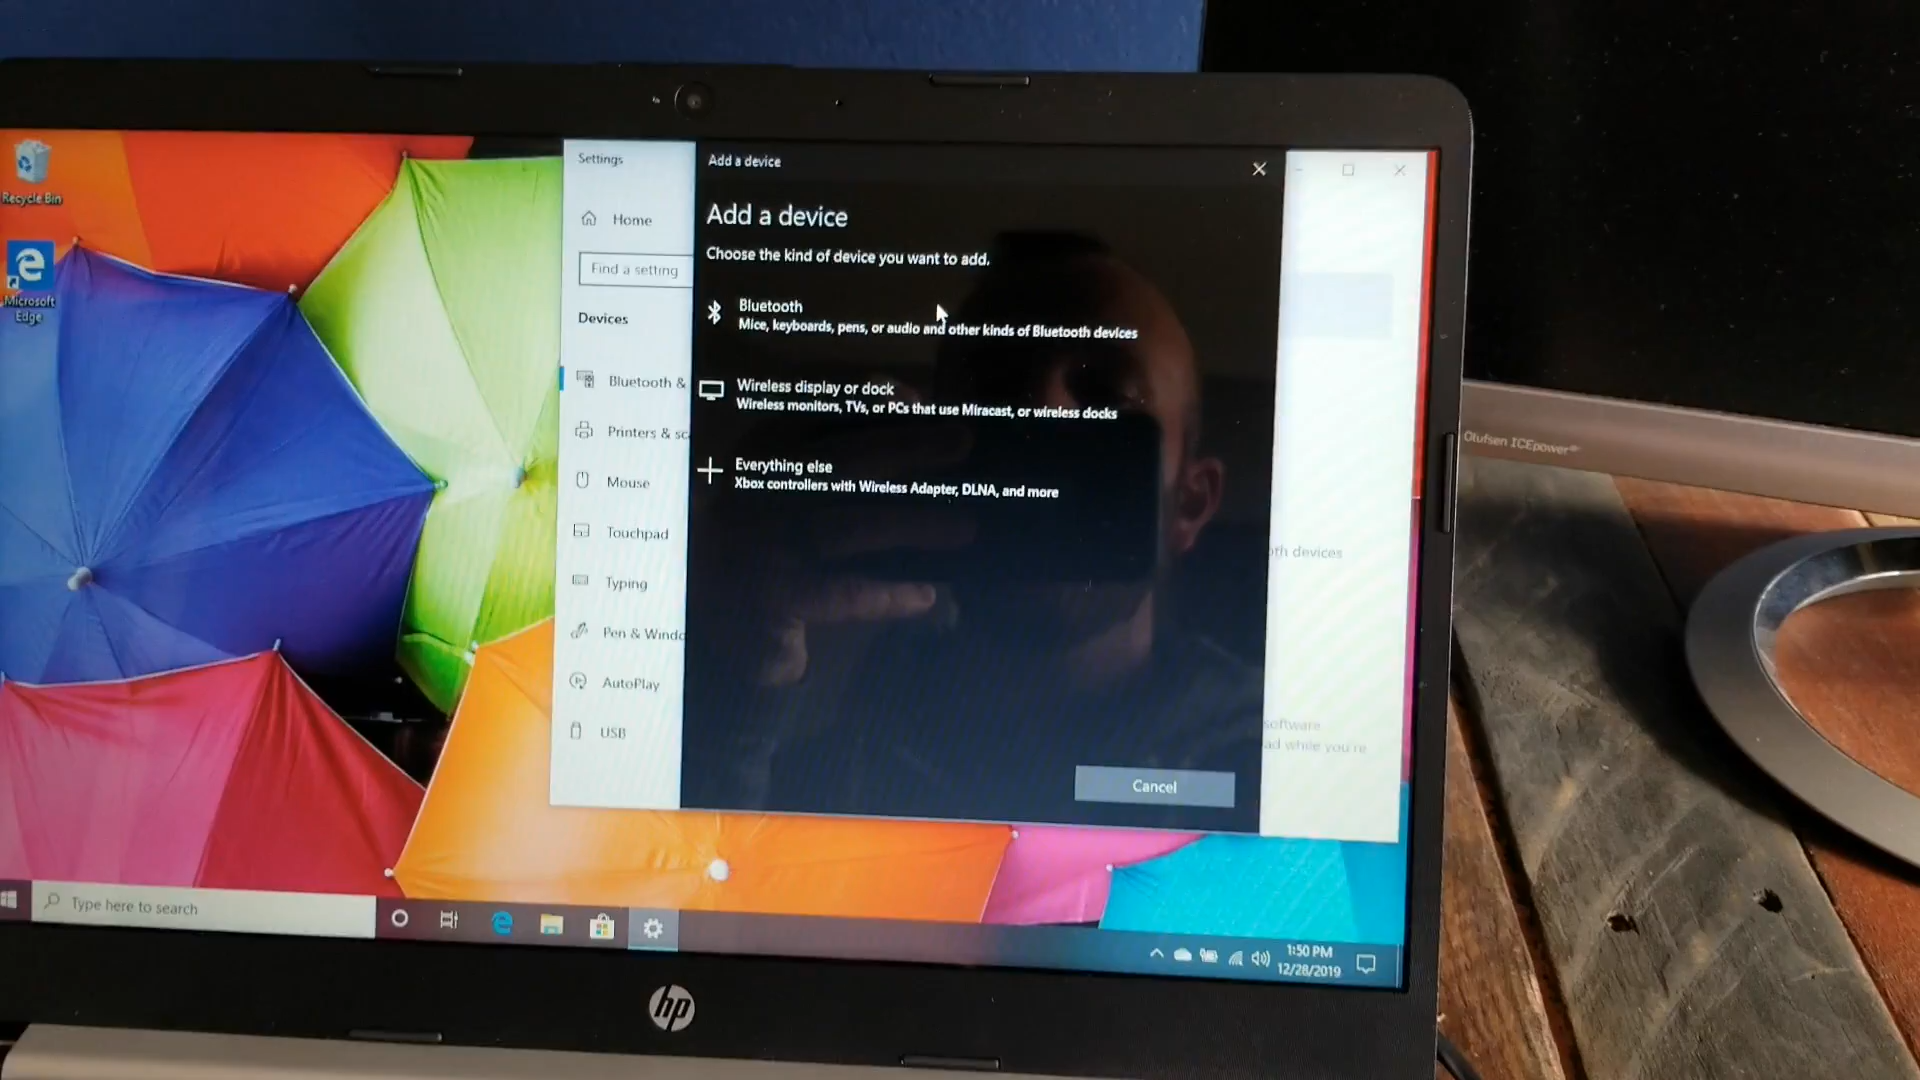 Recycle Bin
Microsoft
Edge
Settings
Home
Find a setting
Devices
Bluetooth &
Printers & sc
Mouse
Touchpad
Typing
Pen & Windo
AutoPlay
USB
Add a device
Add a device
Choose the kind of device you want to add.
Bluetooth
Mice, keyboards, pens, or audio and other kinds of Bluetooth devices
Wireless display or dock
Wireless monitors, TVs, or PCs that use Miracast, or wireless docks
Everything else
Xbox controllers with Wireless Adapter, DLNA, and more
Cancel
oth devices
software
ad while you're
Type here to search
1:50 PM
12/28/2019
hp
Olufsen ICEpower®